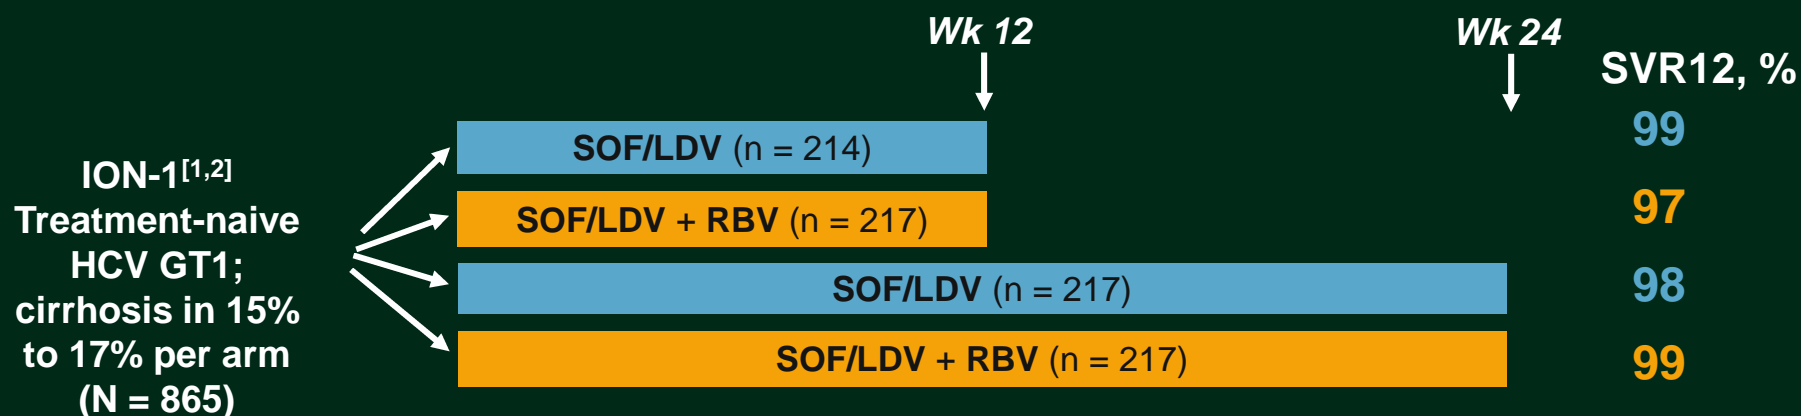 Wk 12
Wk 24
SVR12, %
ION-1[1,2]
Treatment-naive
HCV GT1;
cirrhosis in 15%
to 17% per arm
(N = 865)
SOF/LDV (n = 214)
99
SOF/LDV + RBV (n = 217)
97
SOF/LDV (n = 217)
98
SOF/LDV + RBV (n = 217)
99